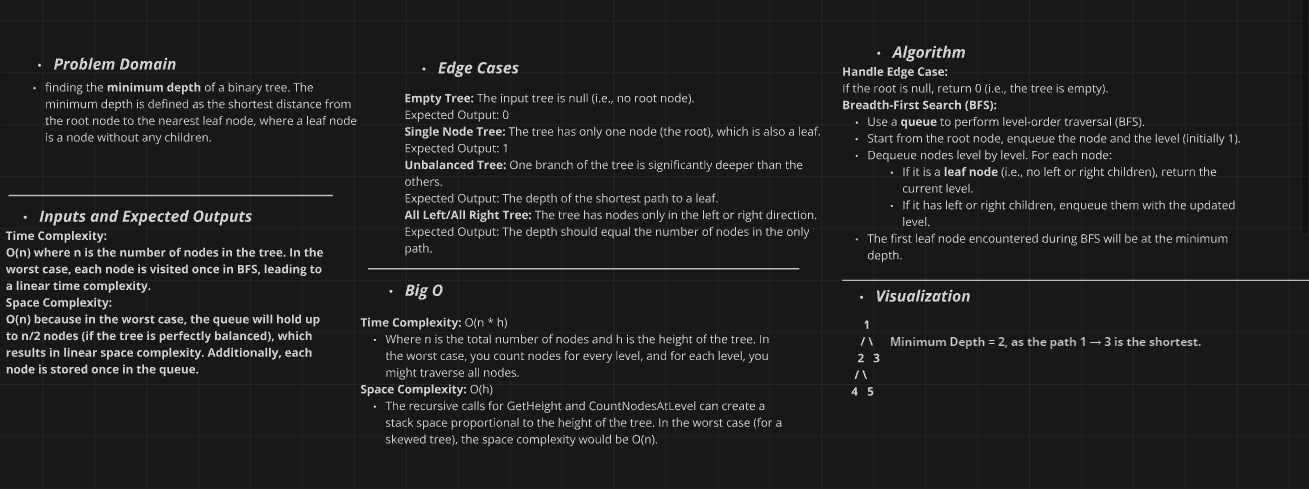 • Problem Domain
• finding the minimum depth of a binary tree. The
minimum depth is defined as the shortest distance from
the root node to the nearest leaf node, where a leaf node
is a node without any children.
• Inputs and Expected Outputs
Time Complexity:
O(n) where n is the number of nodes in the tree. In the
worst case, each node is visited once in BFS, leading to
a linear time complexity.
Space Complexity:
O(n) because in the worst case, the queue will hold up
to n/2 nodes (if the tree is perfectly balanced), which
results in linear space complexity. Additionally, each
node is stored once in the queue.
• Edge Cases
Empty Tree: The input tree is null (i.e., no root node).
Expected Output: 0
Single Node Tree: The tree has only one node (the root), which is also a leaf.
Expected Output: 1
Unbalanced Tree: One branch of the tree is significantly deeper than the
others.
Expected Output: The depth of the shortest path to a leaf.
All Left/All Right Tree: The tree has nodes only in the left or right direction.
Expected Output: The depth should equal the number of nodes in the only
path.
• Big O
Time Complexity: O(n * h)
• Where n is the total number of nodes and h is the height of the tree. In
the worst case, you count nodes for every level, and for each level, you
might traverse all nodes.
Space Complexity: O(h)
• The recursive calls for GetHeight and CountNodesAtLevel can create a
stack space proportional to the height of the tree. In the worst case (for a
skewed tree), the space complexity would be O(n).
• Algorithm
Handle Edge Case:
If the root is null, return 0 (i.e., the tree is empty).
Breadth-First Search (BFS):
• Use a queue to perform level-order traversal (BFS).
• Start from the root node, enqueue the node and the level (initially 1).
• Dequeue nodes level by level. For each node:
• If it is a leaf node (i.e., no left or right children), return the
current level.
• If it has left or right children, enqueue them with the updated
level.
• The first leaf node encountered during BFS will be at the minimum
depth.
• Visualization
1
/ \ Minimum Depth = 2, as the path 1 → 3 is the shortest.
2 3
/ \
4 5